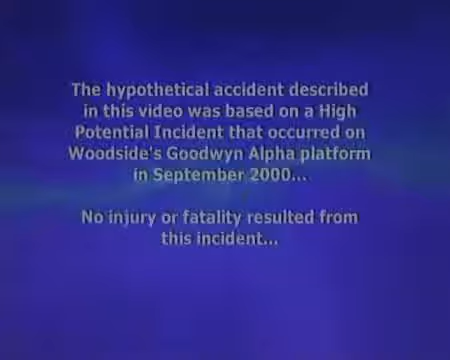 The hypothetical accident described
in this video was based on a High
Potential Incident that occurred on
Woodside's Goodwyn Alpha platform
in September 2000...
No injury or fatality resulted from
this incident...